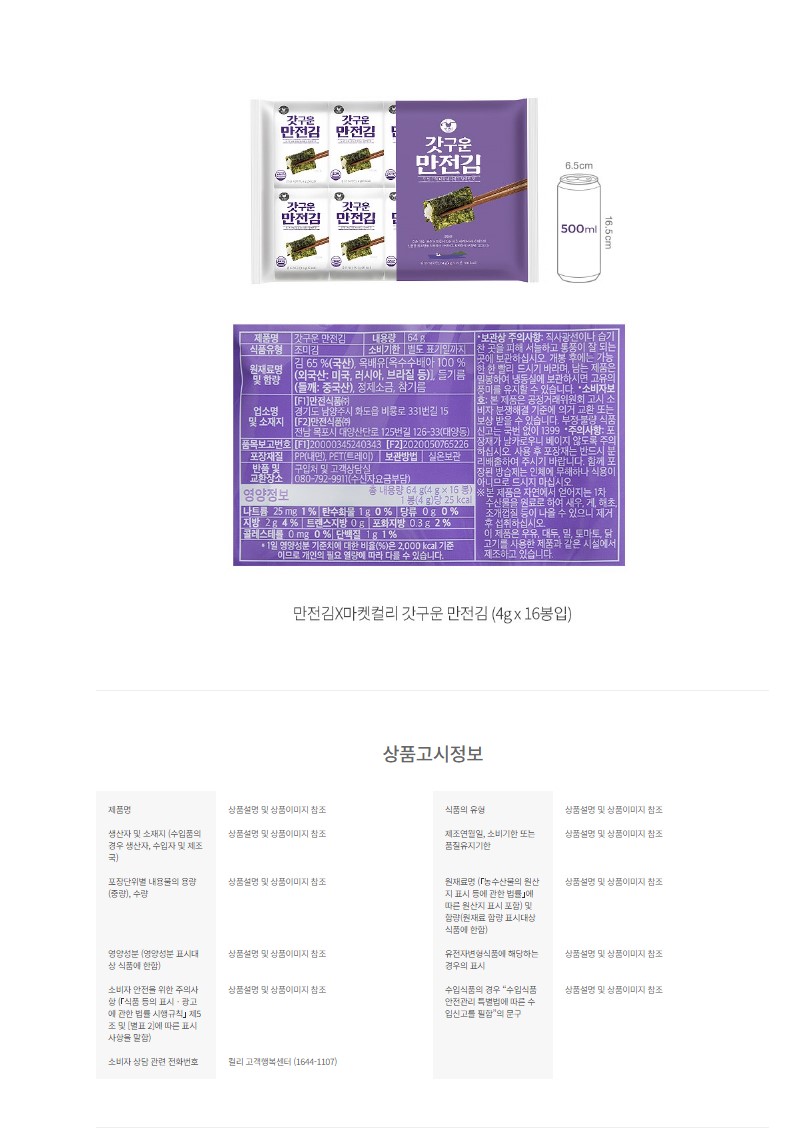 갓구운
만전김
갓구운
만전김
갓구운
만전김
갓구운
만전김
갓구운
만전김
6.5cm
500ml
16.5cm
제품명 갓구운 만전김 내용량 64 g
식품유형 조미김 소비기한 별도 표기일까지
원재료명 및 함량 김 65 %(국산), 옥배유[옥수수배아 100 %
(외국산: 미국, 러시아, 브라질 등)], 들기름
(들깨: 중국산), 정제소금, 참기름
업소명 및 소재지 [F1]만전식품㈜
경기도 남양주시 화도읍 비룡로 331번길 15
[F2]만전식품㈜
전남 목포시 대양산단로 125번길 126-33(대양동)
품목보고번호 [F1]20000345240343 [F2]2020050765226
포장재질 PP(내면), PET(트레이) 보관방법 실온보관
반품 및 교환장소 구입처 및 고객상담실
080-792-9911(수신자요금부담)
영양정보 총 내용량 64 g(4 g x 16 봉)
1 봉(4 g)당 25 kcal
나트륨 25 mg 1 % 탄수화물 1 g 0 % 당류 0 g 0 %
지방 2 g 4 % 트랜스지방 0 g 포화지방 0.3 g 2 %
콜레스테롤 0 mg 0 % 단백질 1 g 1 %
* 1일 영양성분 기준치에 대한 비율(%)은 2,000 kcal 기준
이므로 개인의 필요 열량에 따라 다를 수 있습니다.
*보관상 주의사항: 직사광선이나 습기
찬 곳을 피해 서늘하고 통풍이 잘 되는
곳에 보관하십시오. 개봉 후에는 가능
한 한 빨리 드시기 바라며, 남는 제품은
밀봉하여 냉동실에 보관하시면 고유의
풍미를 유지할 수 있습니다. *소비자보
호: 본 제품은 공정거래위원회 고시 소
비자 분쟁해결 기준에 의거 교환 또는
보상 받을 수 있습니다. 부정·불량 식품
신고는 국번 없이 1399 *주의사항: 포
장재가 날카로우니 베이지 않도록 주의
하십시오. 사용 후 포장재는 반드시 분
리배출하여 주시기 바랍니다. 함께 포
장된 방습제는 인체에 무해하나 식용이
아니므로 드시지 마십시오.
※본 제품은 자연에서 얻어지는 1차
수산물을 원료로 하여 새우, 게, 해초,
조개껍질 등이 나올 수 있으니 제거
후 섭취하십시오.
이 제품은 우유, 대두, 밀, 토마토, 닭
고기를 사용한 제품과 같은 시설에서
제조하고 있습니다.
만전김X마켓컬리 갓구운 만전김 (4g x 16봉입)
상품고시정보
제품명 상품설명 및 상품이미지 참조
식품의 유형 상품설명 및 상품이미지 참조
생산자 및 소재지 (수입품의 상품설명 및 상품이미지 참조
경우 생산자, 수입자 및 제조
국)
제조연월일, 소비기한 또는 상품설명 및 상품이미지 참조
품질유지기한
포장단위별 내용물의 용량 상품설명 및 상품이미지 참조
(중량), 수량
원재료명 (「농수산물의 원산 상품설명 및 상품이미지 참조
지 표시 등에 관한 법률」에
따른 원산지 표시 포함) 및
함량(원재료 함량 표시대상
식품에 한함)
영양성분 (영양성분 표시대 상품설명 및 상품이미지 참조
상 식품에 한함)
유전자변형식품에 해당하는 상품설명 및 상품이미지 참조
경우의 표시
소비자 안전을 위한 주의사 상품설명 및 상품이미지 참조
항 (「식품 등의 표시 · 광고
에 관한 법률 시행규칙」 제5
조 및 [별표 2]에 따른 표시
사항을 말함)
수입식품의 경우 “수입식품 상품설명 및 상품이미지 참조
안전관리 특별법에 따른 수
입신고를 필함”의 문구
소비자 상담 관련 전화번호 컬리 고객행복센터 (1644-1107)